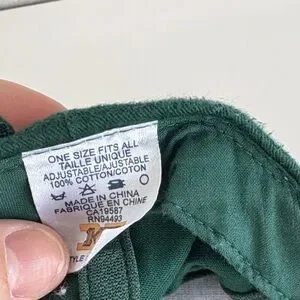 ONE SIZE FITS ALL
TAILLE UNIQUE
ADJUSTABLE/AJUSTABLE
100% COTTON/COTON
MADE IN CHINA
FABRIQUE EN CHINE
CA19587
RN94493